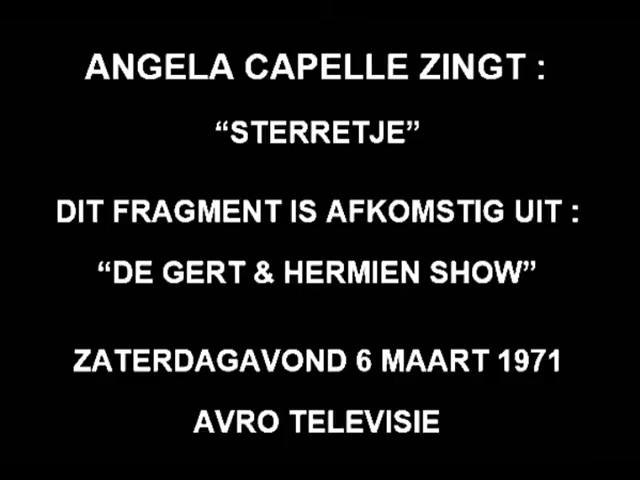 ANGELA CAPELLE ZINGT :
“STERRETJE”
DIT FRAGMENT IS AFKOMSTIG UIT :
“DE GERT & HERMIEN SHOW”
ZATERDAGAVOND 6 MAART 1971
AVRO TELEVISIE